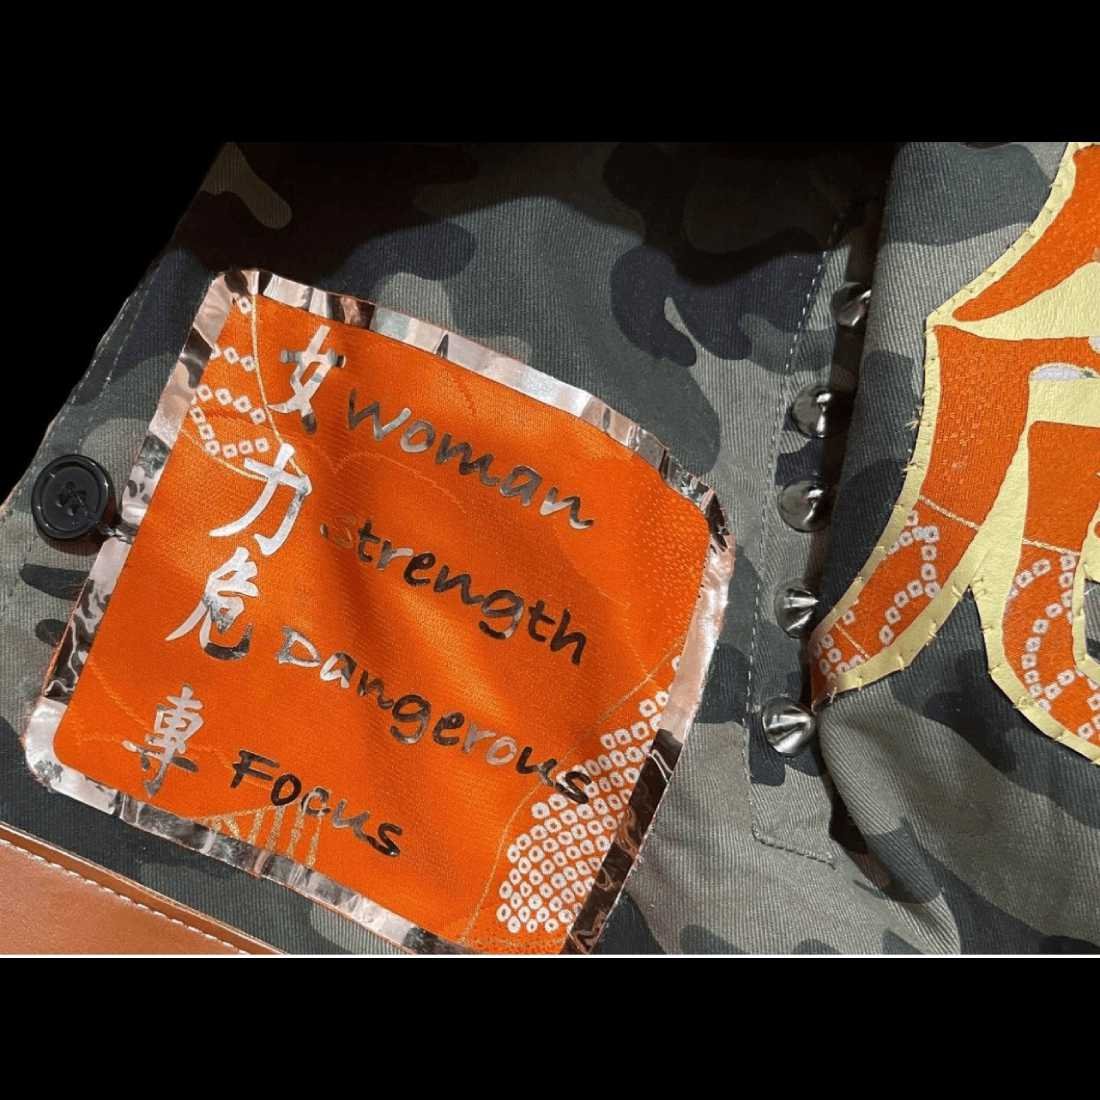 女 Woman
力 Strength
危 Dangerous
專 Focus